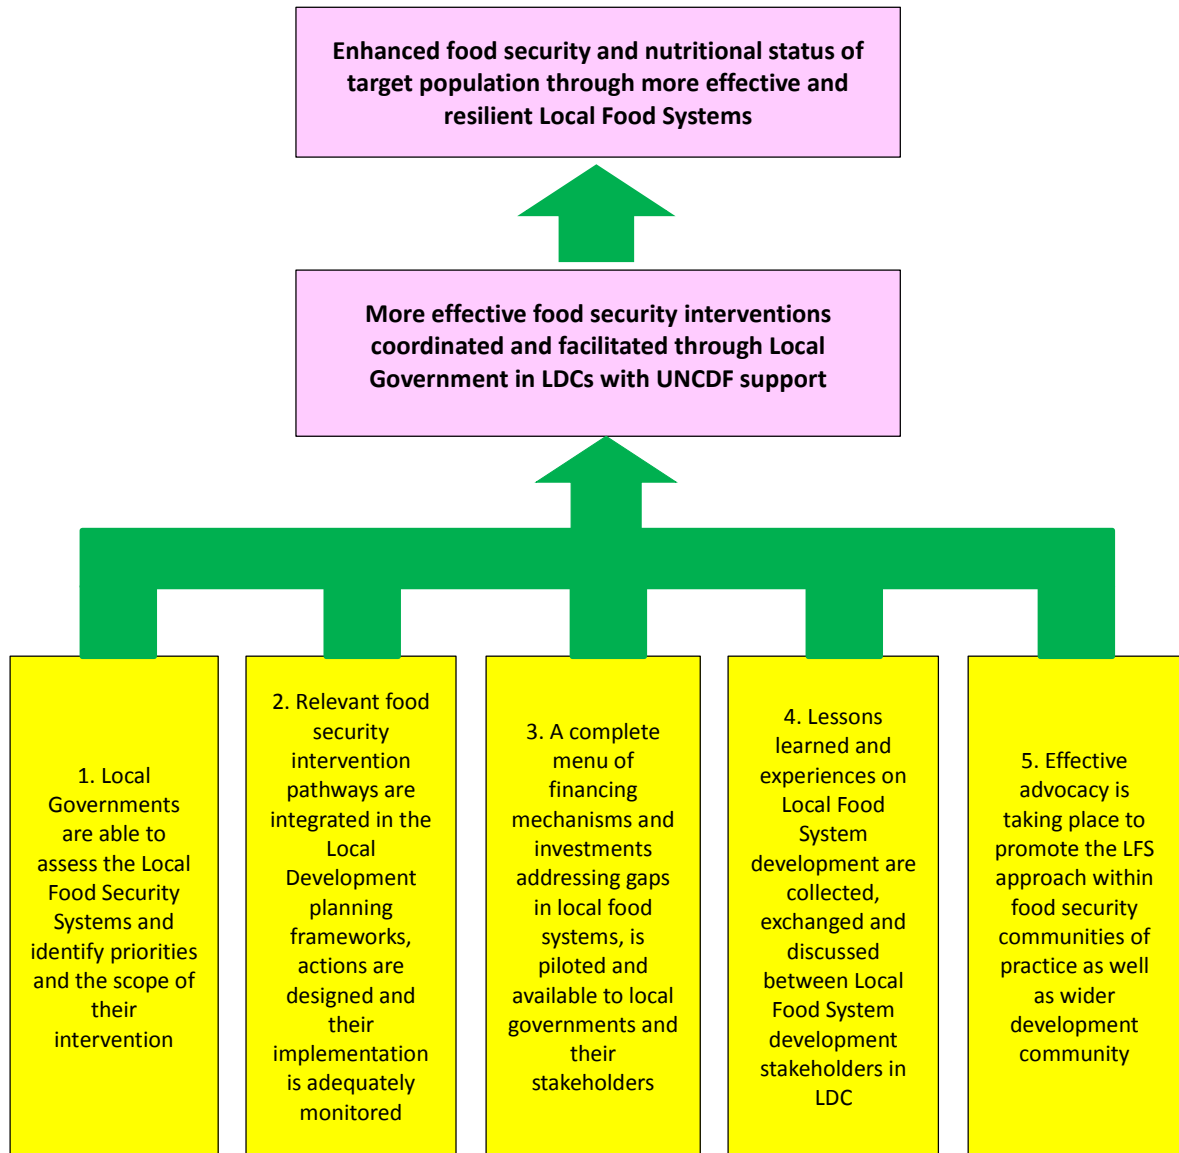 Enhanced food security and nutritional status of
target population through more effective and
resilient Local Food Systems
More effective food security interventions
coordinated and facilitated through Local
Government in LDCs with UNCDF support
1. Local
Governments
are able to
assess the Local
Food Security
Systems and
identify priorities
and the scope of
their
intervention
2. Relevant food
security
intervention
pathways are
integrated in the
Local
Development
planning
frameworks,
actions are
designed and
their
implementation
is adequately
monitored
3. A complete
menu of
financing
mechanisms and
investments
addressing gaps
in local food
systems, is
piloted and
available to local
governments and
their
stakeholders
4. Lessons
learned and
experiences on
Local Food
System
development are
collected,
exchanged and
discussed
between Local
Food System
development
stakeholders in
LDC
5. Effective
advocacy is
taking place to
promote the LFS
approach within
food security
communities of
practice as well
as wider
development
community